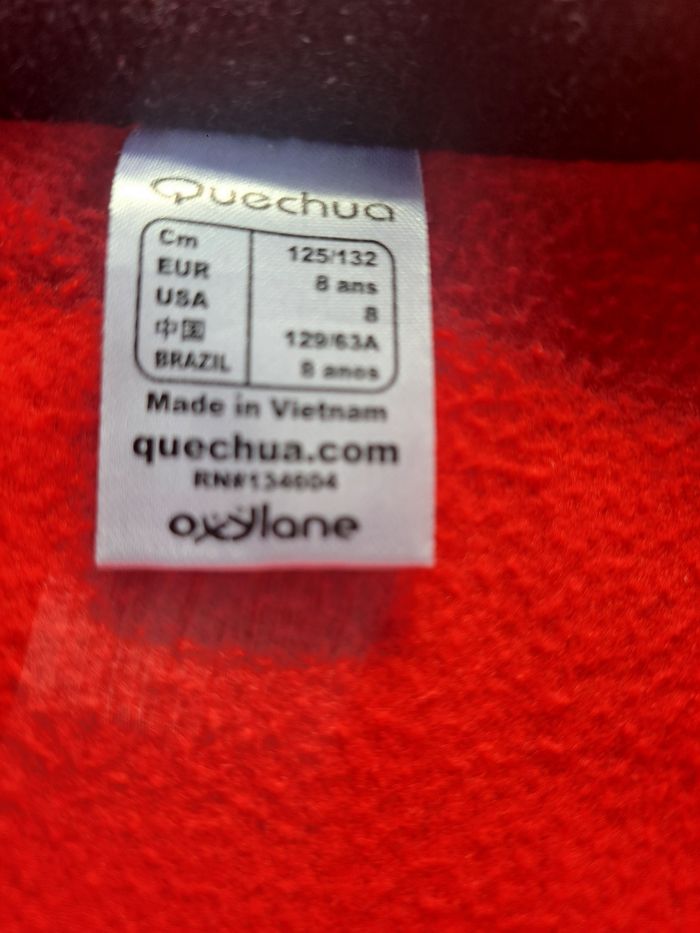 Quechua
Cm 125/132
EUR 8 ans
USA 8
中国 129/63A
BRAZIL 8 anos
Made in Vietnam
quechua.com
RN#134604
oxylane